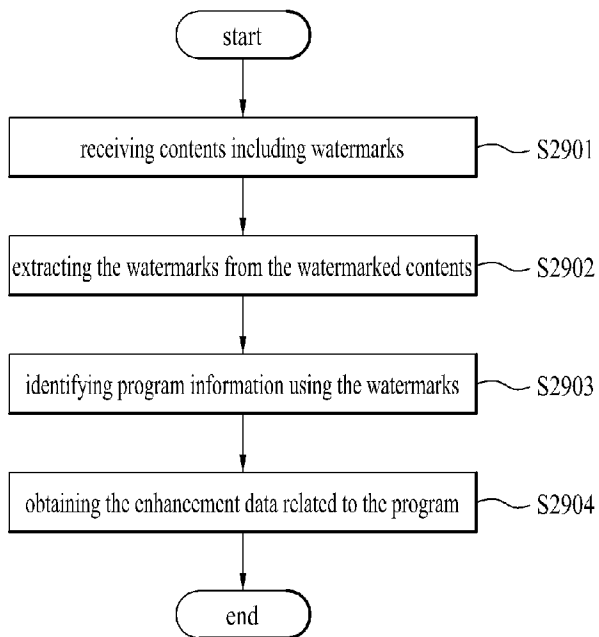 start
receiving contents including watermarks S2901
extracting the watermarks from the watermarked contents S2902
identifying program information using the watermarks S2903
obtaining the enhancement data related to the program S2904
end